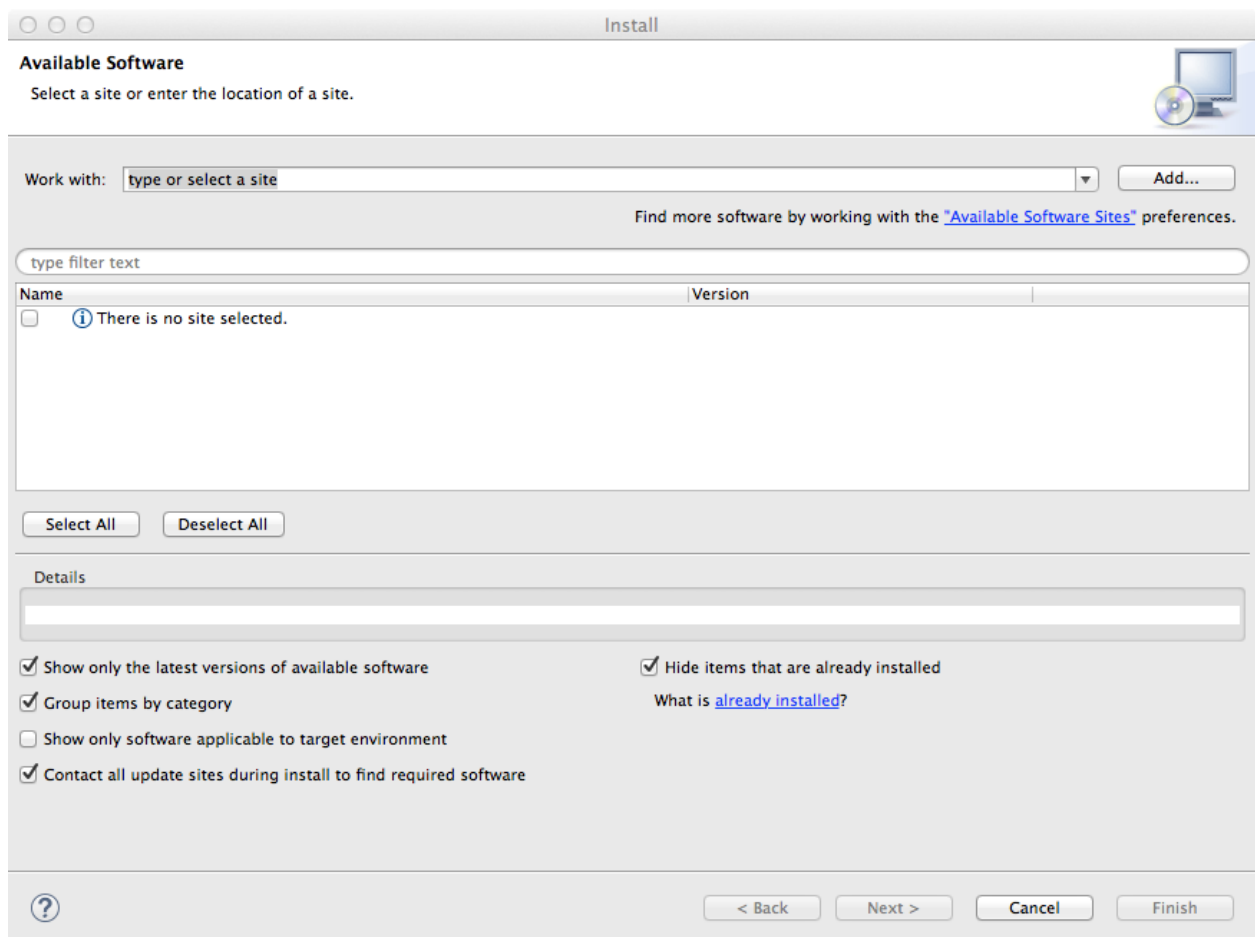 Install
Available Software
Select a site or enter the location of a site.
Work with: type or select a site Add...
Find more software by working with the "Available Software Sites" preferences.
type filter text
Name Version
There is no site selected.
Select All Deselect All
Details
Show only the latest versions of available software Hide items that are already installed
Group items by category What is already installed?
Show only software applicable to target environment
Contact all update sites during install to find required software
? < Back Next > Cancel Finish